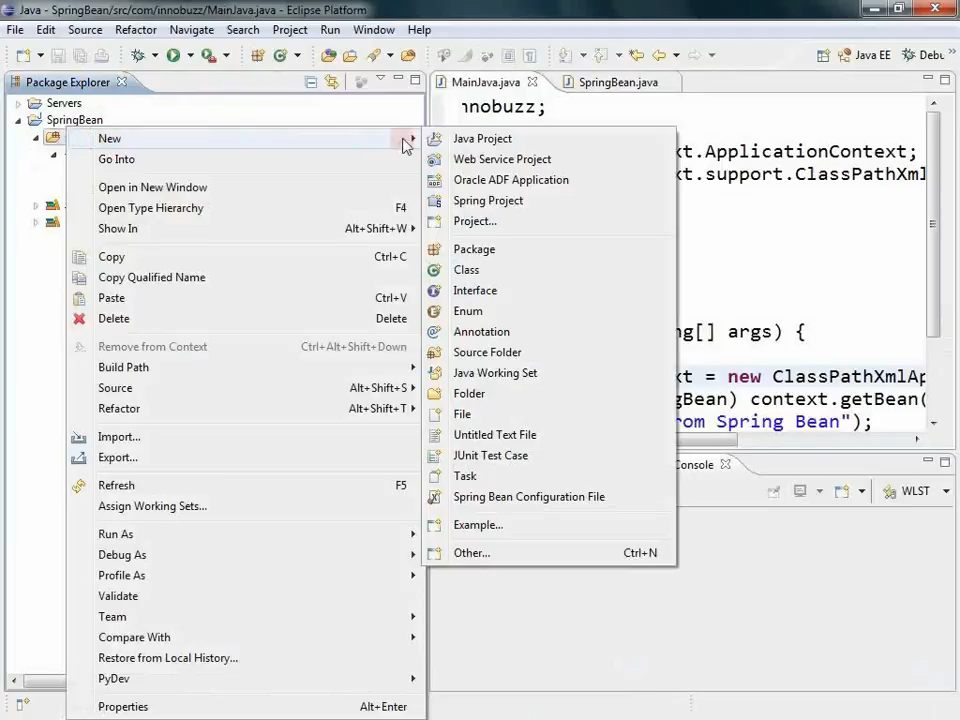 Java - SpringBean/src/com/innobuzz/MainJava.java - Eclipse Platform
File Edit Source Refactor Navigate Search Project Run Window Help
Java EE Debu
Package Explorer
MainJava.java SpringBean.java
Servers
SpringBean
nnobuzz;
xt.ApplicationContext;
xt.support.ClassPathXml
ng[] args) {
xt = new ClassPathXmlAp
gBean) context.getBean(
rom Spring Bean");
Console
WLST
New
Go Into
Open in New Window
Open Type Hierarchy F4
Show In Alt+Shift+W
Copy Ctrl+C
Copy Qualified Name
Paste Ctrl+V
Delete Delete
Remove from Context Ctrl+Alt+Shift+Down
Build Path
Source Alt+Shift+S
Refactor Alt+Shift+T
Import...
Export...
Refresh F5
Assign Working Sets...
Run As
Debug As
Profile As
Validate
Team
Compare With
Restore from Local History...
PyDev
Properties Alt+Enter
Java Project
Web Service Project
Oracle ADF Application
Spring Project
Project...
Package
Class
Interface
Enum
Annotation
Source Folder
Java Working Set
Folder
File
Untitled Text File
JUnit Test Case
Task
Spring Bean Configuration File
Example...
Other... Ctrl+N